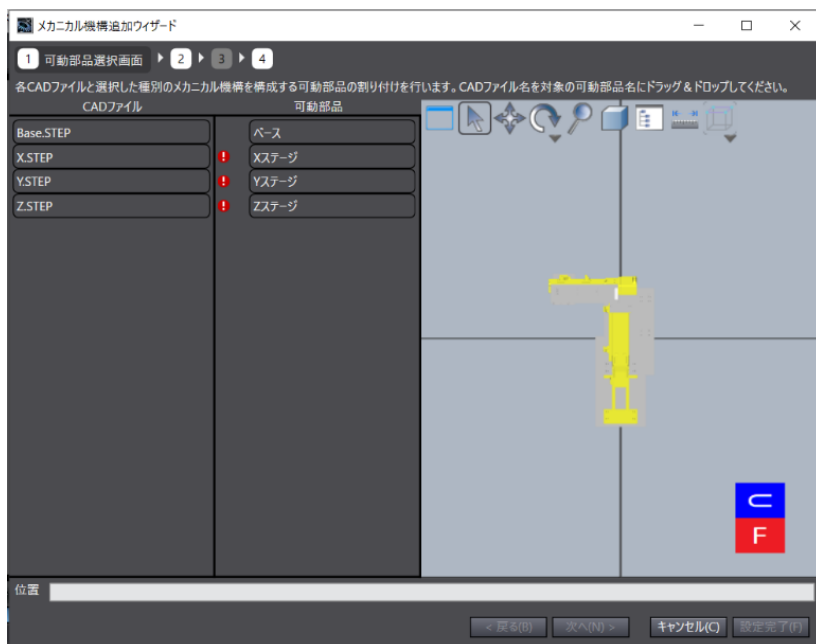 メカニカル機構追加ウィザード
1 可動部品選択画面 2 3 4
各CADファイルと選択した種別のメカニカル機構を構成する可動部品の割り付けを行います。CADファイル名を対象の可動部品名にドラッグ&ドロップしてください。
CADファイル 可動部品
Base.STEP ベース
X.STEP Xステージ
Y.STEP Yステージ
Z.STEP Zステージ
F
位置
< 戻る(B) 次へ(N) > キャンセル(C) 設定完了(F)